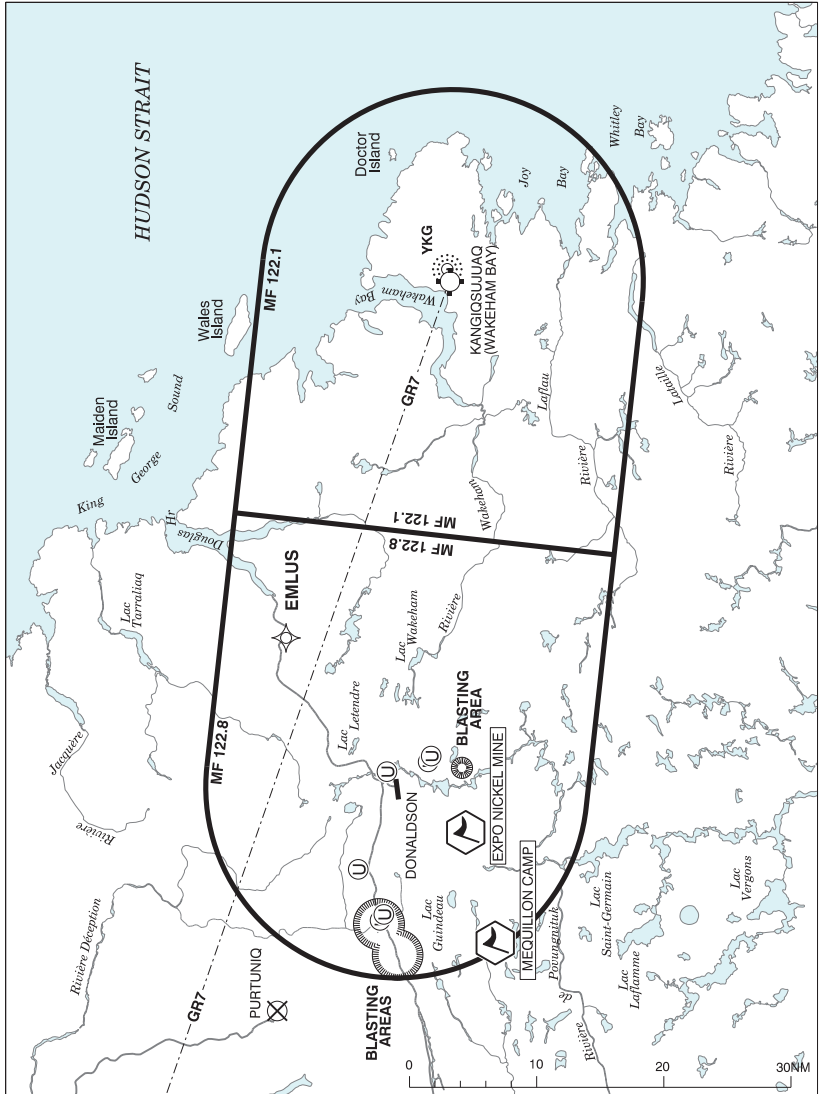 HUDSON STRAIT
Doctor
Island
Whitley
Bay
Joy
Bay
YKG
KANGIQSUJUAQ
(WAKEHAM BAY)
Wakeham
Bay
MF 122.1
Wales
Island
Maiden
Island
Sound
George
King
GR7
Laflau
Rivière
Lataille
Rivière
Wakeham
Rivière
MF 122.1
MF 122.8
Hr
Douglas
EMLUS
Lac
Tarraliaq
Lac
Wakeham
Lac
Letendre
MF 122.8
BLASTING
AREA
Jacquère
Rivière
U
U
U
U
DONALDSON
EXPO NICKEL MINE
MEQUILLON CAMP
Lac
Guindeau
Rivière Déception
PURTUNIQ
GR7
BLASTING
AREAS
Povungnituk
de
Rivière
Lac
Saint-Germain
Lac
Laflamme
Lac
Vergons
0
10
20
30NM